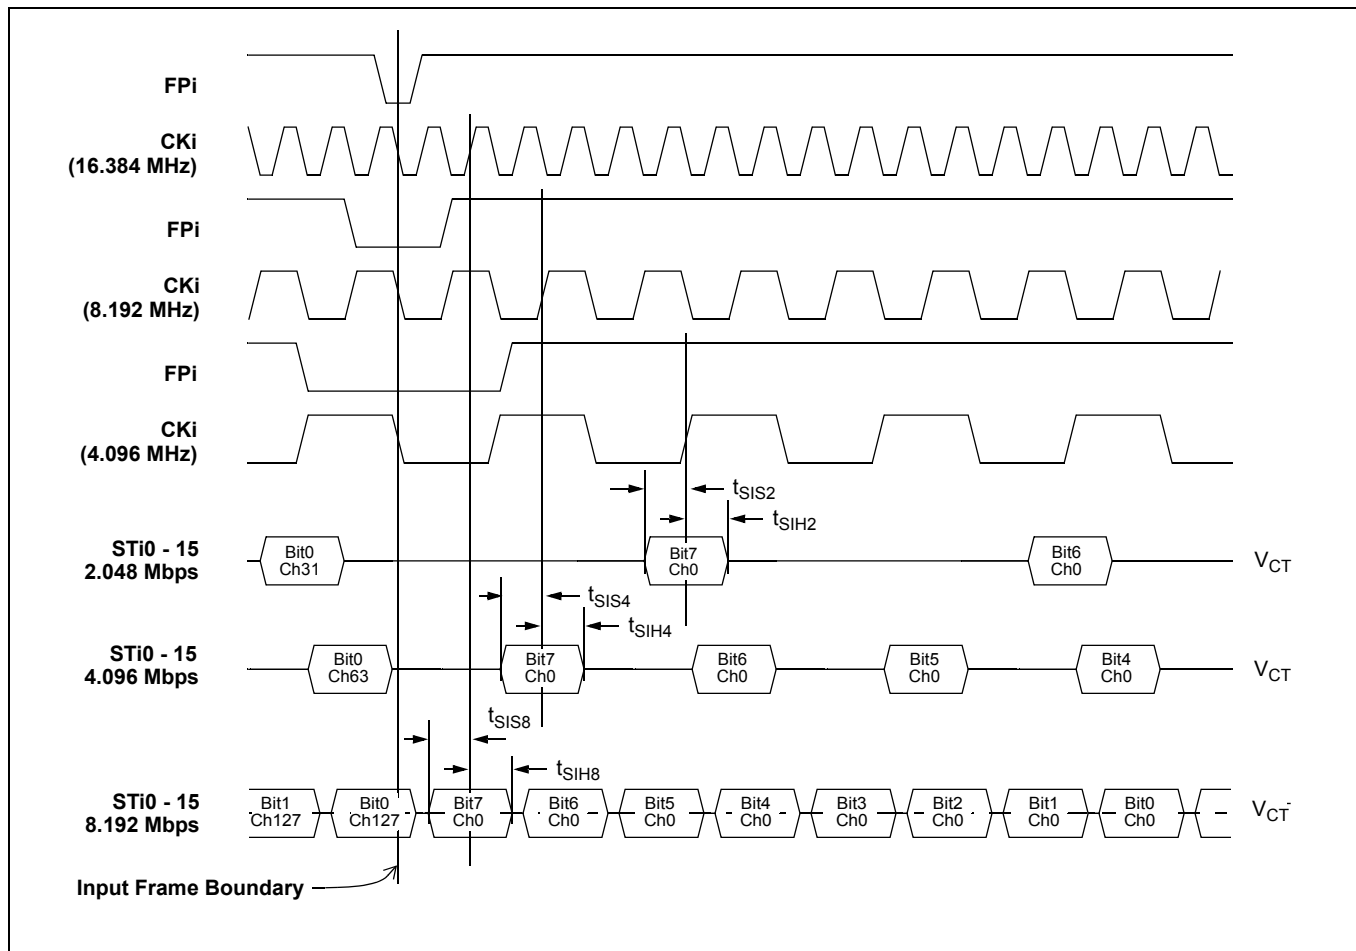 FPi
CKi
(16.384 MHz)
FPi
CKi
(8.192 MHz)
FPi
CKi
(4.096 MHz)
tSIS2
tSIH2
STi0 - 15
2.048 Mbps
Bit0
Ch31
Bit7
Ch0
Bit6
Ch0
VCT
tSIS4
tSIH4
STi0 - 15
4.096 Mbps
Bit0
Ch63
Bit7
Ch0
Bit6
Ch0
Bit5
Ch0
Bit4
Ch0
VCT
tSIS8
tSIH8
STi0 - 15
8.192 Mbps
Bit1
Ch127
Bit0
Ch127
Bit7
Ch0
Bit6
Ch0
Bit5
Ch0
Bit4
Ch0
Bit3
Ch0
Bit2
Ch0
Bit1
Ch0
Bit0
Ch0
VCT
Input Frame Boundary